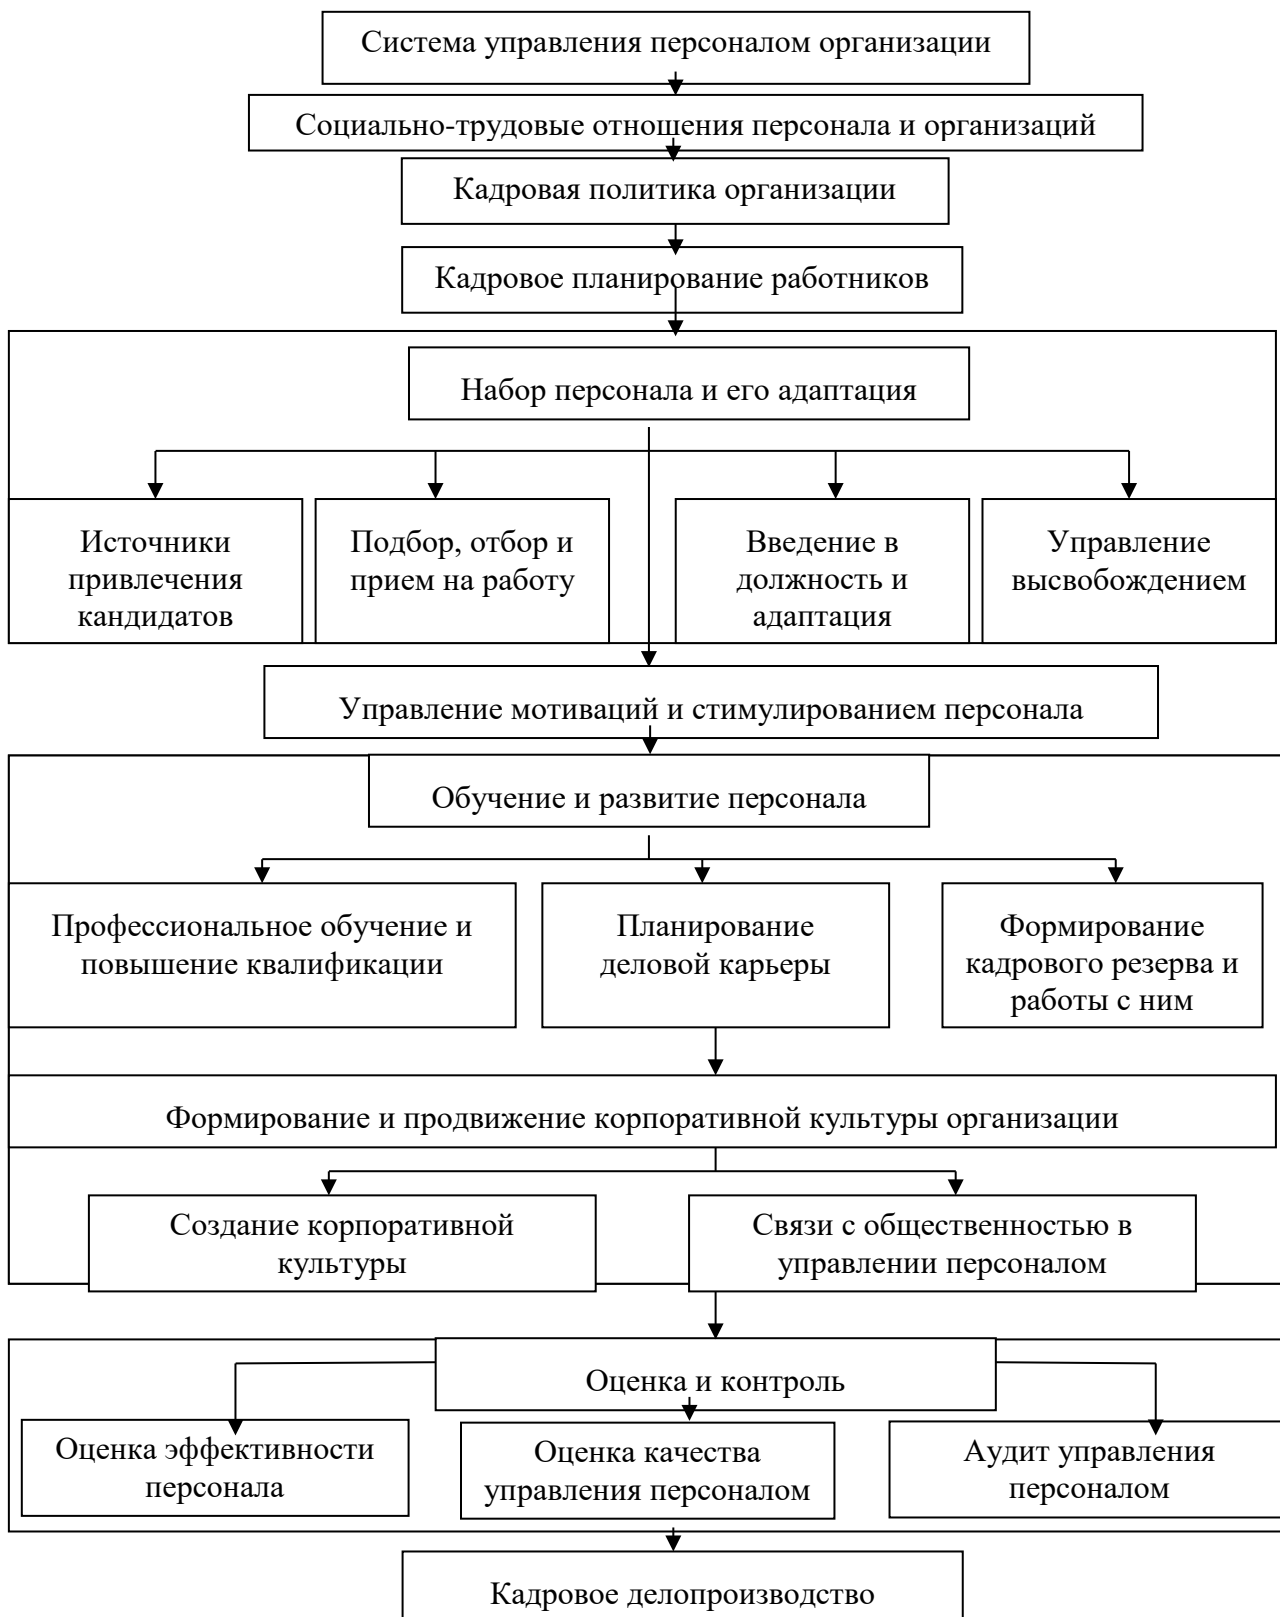 Система управления персоналом организации
Социально-трудовые отношения персонала и организаций
Кадровая политика организации
Кадровое планирование работников
Набор персонала и его адаптация
Источники
привлечения
кандидатов
Подбор, отбор и
прием на работу
Введение в
должность и
адаптация
Управление
высвобождением
Управление мотиваций и стимулированием персонала
Обучение и развитие персонала
Профессиональное обучение и
повышение квалификации
Планирование
деловой карьеры
Формирование
кадрового резерва и
работы с ним
Формирование и продвижение корпоративной культуры организации
Создание корпоративной
культуры
Связи с общественностью в
управлении персоналом
Оценка и контроль
Оценка эффективности
персонала
Оценка качества
управления персоналом
Аудит управления
персоналом
Кадровое делопроизводство